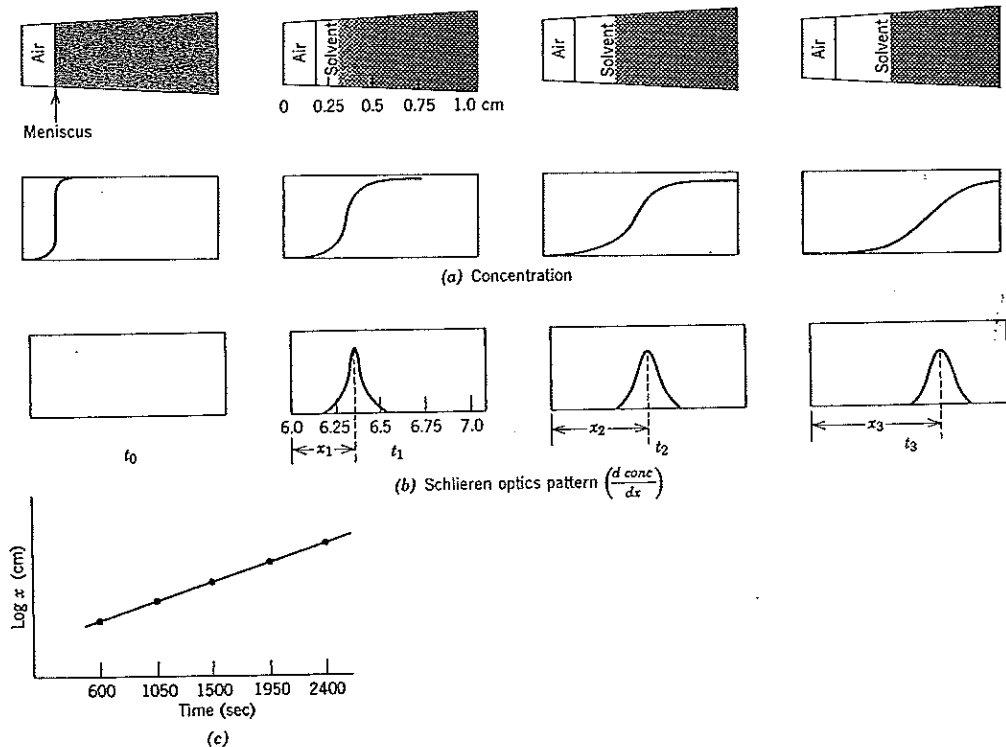 Air
Air
Solvent
Air
Solvent
Air
Solvent
0 0.25 0.5 0.75 1.0 cm
Meniscus
(a) Concentration
6.0 6.25 6.5 6.75 7.0
x₁
x₂
x₃
t₀
t₁
t₂
t₃
(b) Schlieren optics pattern (d conc/dx)
Log x (cm)
600 1050 1500 1950 2400
Time (sec)
(c)